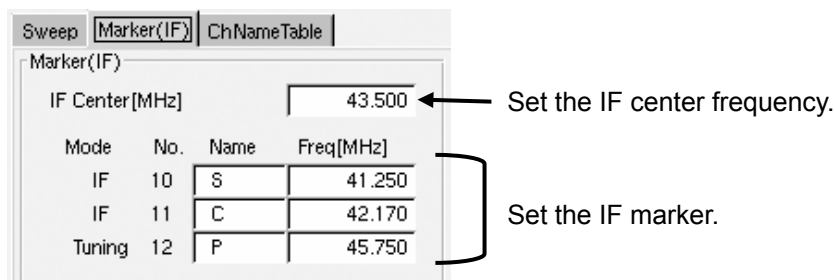 Sweep Marker(IF) ChNameTable
Marker(IF)
IF Center[MHz] 43.500 Set the IF center frequency.
Mode No. Name Freq[MHz]
IF 10 S 41.250
IF 11 C 42.170 Set the IF marker.
Tuning 12 P 45.750